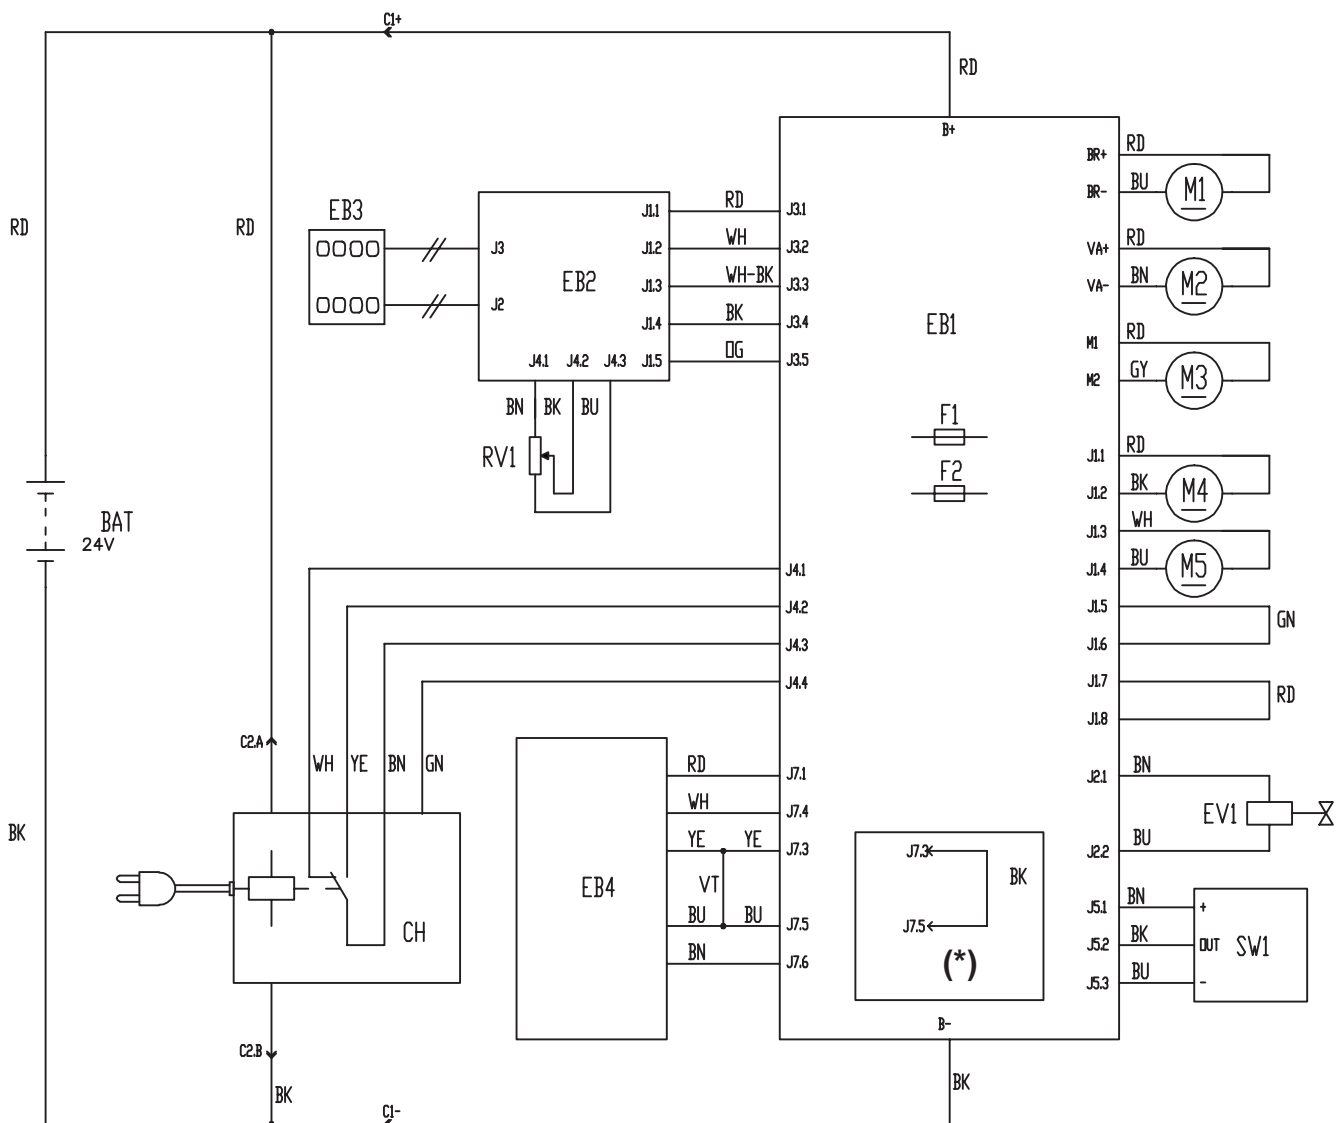 C1+
RD
B+
BR+ RD
BR- BU M1
RD RD
EB3
J1.1 RD J3.1
VA+ RD
J3 J1.2 WH J3.2
VA- BN M2
EB2 J1.3 WH-BK J3.3
J2 J1.4 BK J3.4
EB1
M1 RD
J4.1 J4.2 J4.3 J1.5 OG J3.5
M2 GY M3
BN BK BU
F1
RV1
J1.1 RD
F2
J1.2 BK M4
BAT
24V
J1.3 WH
J4.1
J1.4 BU M5
J4.2
J1.5
GN
J4.3
J1.6
J4.4
J1.7
RD
J1.8
C2.A
WH YE BN GN
RD J7.1
J2.1 BN
WH J7.4
EV1
BK
YE YE J7.3
J7.3
J2.2 BU
BK
EB4
VT
CH
BU BU J7.5
J7.5
J5.1 BN +
J5.2 BK OUT SW1
BN J7.6
(*)
J5.3 BU -
B-
C2.B
BK
BK
C1-